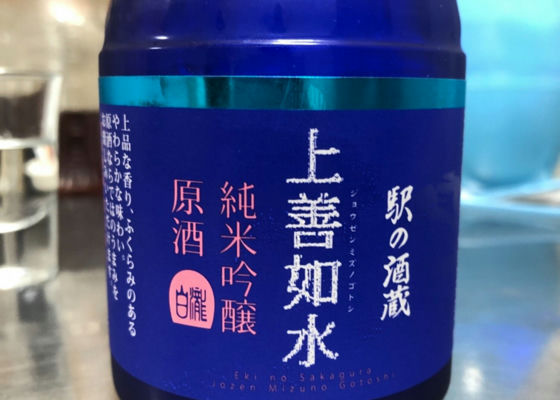 駅の酒蔵
上善如水
ジョウゼンミズノゴトシ
純米吟醸
原酒
白瀧
上品な香り、ふくらみのある
やわらかな味わい。
Eki no Sakagura
Jozen Mizuno Gotoshi